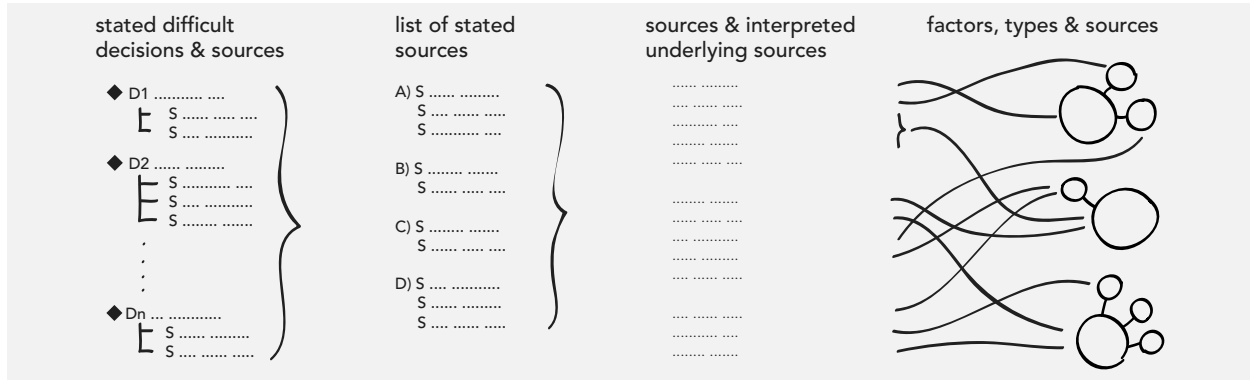 stated difficult
decisions & sources
D1 ........... ....
S ...... ...... ....
S ..... ...........
D2 ...... .........
S ........... ....
S .... ...........
S ..... .........
Dn ... ............
S ..... ..........
S .... ...... ....
list of stated
sources
A) S ...... .........
S .... ...... ......
S ........... ....
B) S ......... .......
S ...... ..... ....
C) S ......... .......
S ..... ..... .....
D) S .... ...........
S ...... .........
S .... ...... .....
sources & interpreted
underlying sources
factors, types & sources